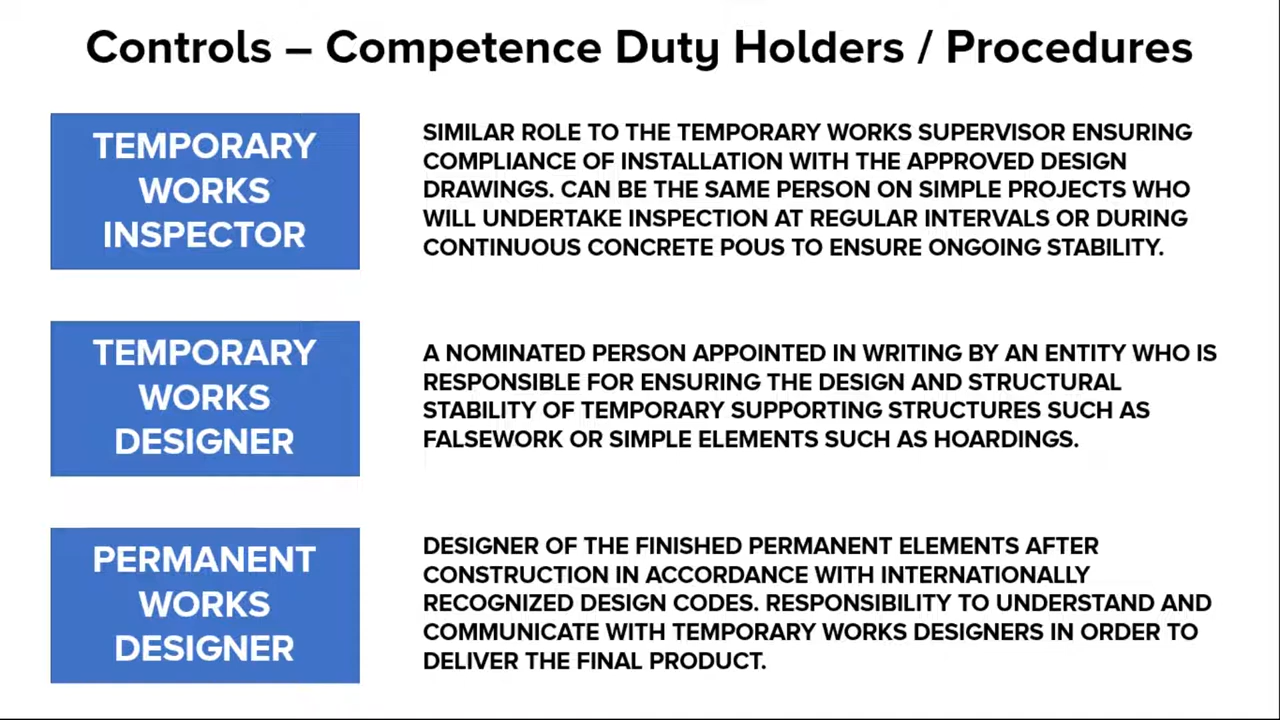 Controls – Competence Duty Holders / Procedures
TEMPORARY
WORKS
INSPECTOR
SIMILAR ROLE TO THE TEMPORARY WORKS SUPERVISOR ENSURING
COMPLIANCE OF INSTALLATION WITH THE APPROVED DESIGN
DRAWINGS. CAN BE THE SAME PERSON ON SIMPLE PROJECTS WHO
WILL UNDERTAKE INSPECTION AT REGULAR INTERVALS OR DURING
CONTINUOUS CONCRETE POUS TO ENSURE ONGOING STABILITY.
TEMPORARY
WORKS
DESIGNER
A NOMINATED PERSON APPOINTED IN WRITING BY AN ENTITY WHO IS
RESPONSIBLE FOR ENSURING THE DESIGN AND STRUCTURAL
STABILITY OF TEMPORARY SUPPORTING STRUCTURES SUCH AS
FALSEWORK OR SIMPLE ELEMENTS SUCH AS HOARDINGS.
PERMANENT
WORKS
DESIGNER
DESIGNER OF THE FINISHED PERMANENT ELEMENTS AFTER
CONSTRUCTION IN ACCORDANCE WITH INTERNATIONALLY
RECOGNIZED DESIGN CODES. RESPONSIBILITY TO UNDERSTAND AND
COMMUNICATE WITH TEMPORARY WORKS DESIGNERS IN ORDER TO
DELIVER THE FINAL PRODUCT.